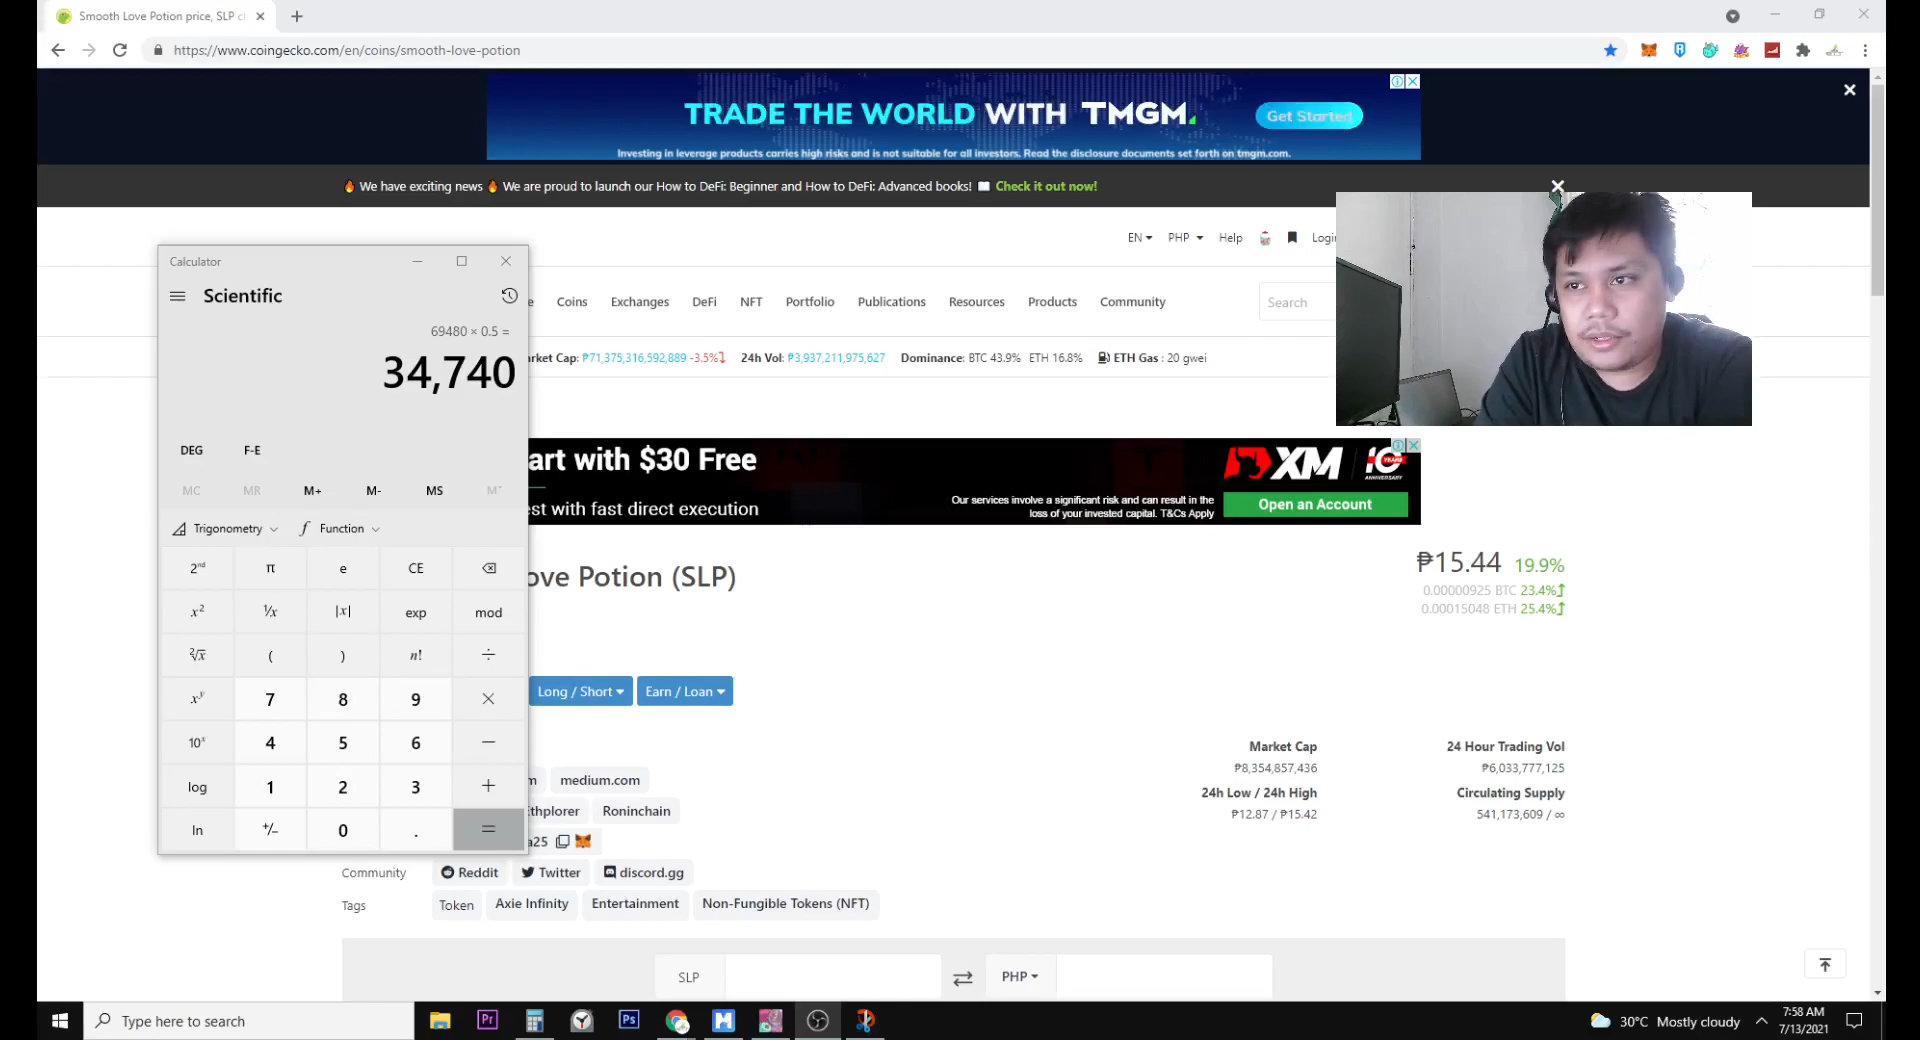 Smooth Love Potion price, SLP c
https://www.coingecko.com/en/coins/smooth-love-potion
TRADE THE WORLD WITH TMGM.
Get Started
Investing in leverage products carries high risks and is not suitable for all investors. Read the disclosure documents set forth on tmgm.com.
🔥 We have exciting news 🔥 We are proud to launch our How to DeFi: Beginner and How to DeFi: Advanced books! 📖 Check it out now!
EN PHP Help Login
Coins Exchanges DeFi NFT Portfolio Publications Resources Products Community
Search
rket Cap: ₱71,375,316,592,889 -3.5% 24h Vol: ₱3,937,211,975,627 Dominance: BTC 43.9% ETH 16.8% ETH Gas : 20 gwei
Calculator
Scientific
69480 × 0.5 =
34,740
DEG F-E
MC MR M+ M- MS M˅
Trigonometry Function
2nd π e CE
x² ¹/x |x| exp mod
²√x ( ) n! ÷
xʸ 7 8 9 ×
10ˣ 4 5 6 −
log 1 2 3 +
ln +/− 0 . =
art with $30 Free
st with fast direct execution
XM 10 YEARS ANNIVERSARY
Our services involve a significant risk and can result in the
loss of your invested capital. T&Cs Apply
Open an Account
ove Potion (SLP)
₱15.44 19.9%
0.00000925 BTC 23.4%
0.00015048 ETH 25.4%
Long / Short Earn / Loan
Market Cap
₱8,354,857,436
24 Hour Trading Vol
₱6,033,777,125
24h Low / 24h High
₱12.87 / ₱15.42
Circulating Supply
541,173,609 / ∞
m medium.com
thplorer Roninchain
a25
Community Reddit Twitter discord.gg
Tags Token Axie Infinity Entertainment Non-Fungible Tokens (NFT)
SLP PHP
Type here to search
Pr Ps M
30°C Mostly cloudy
7:58 AM
7/13/2021